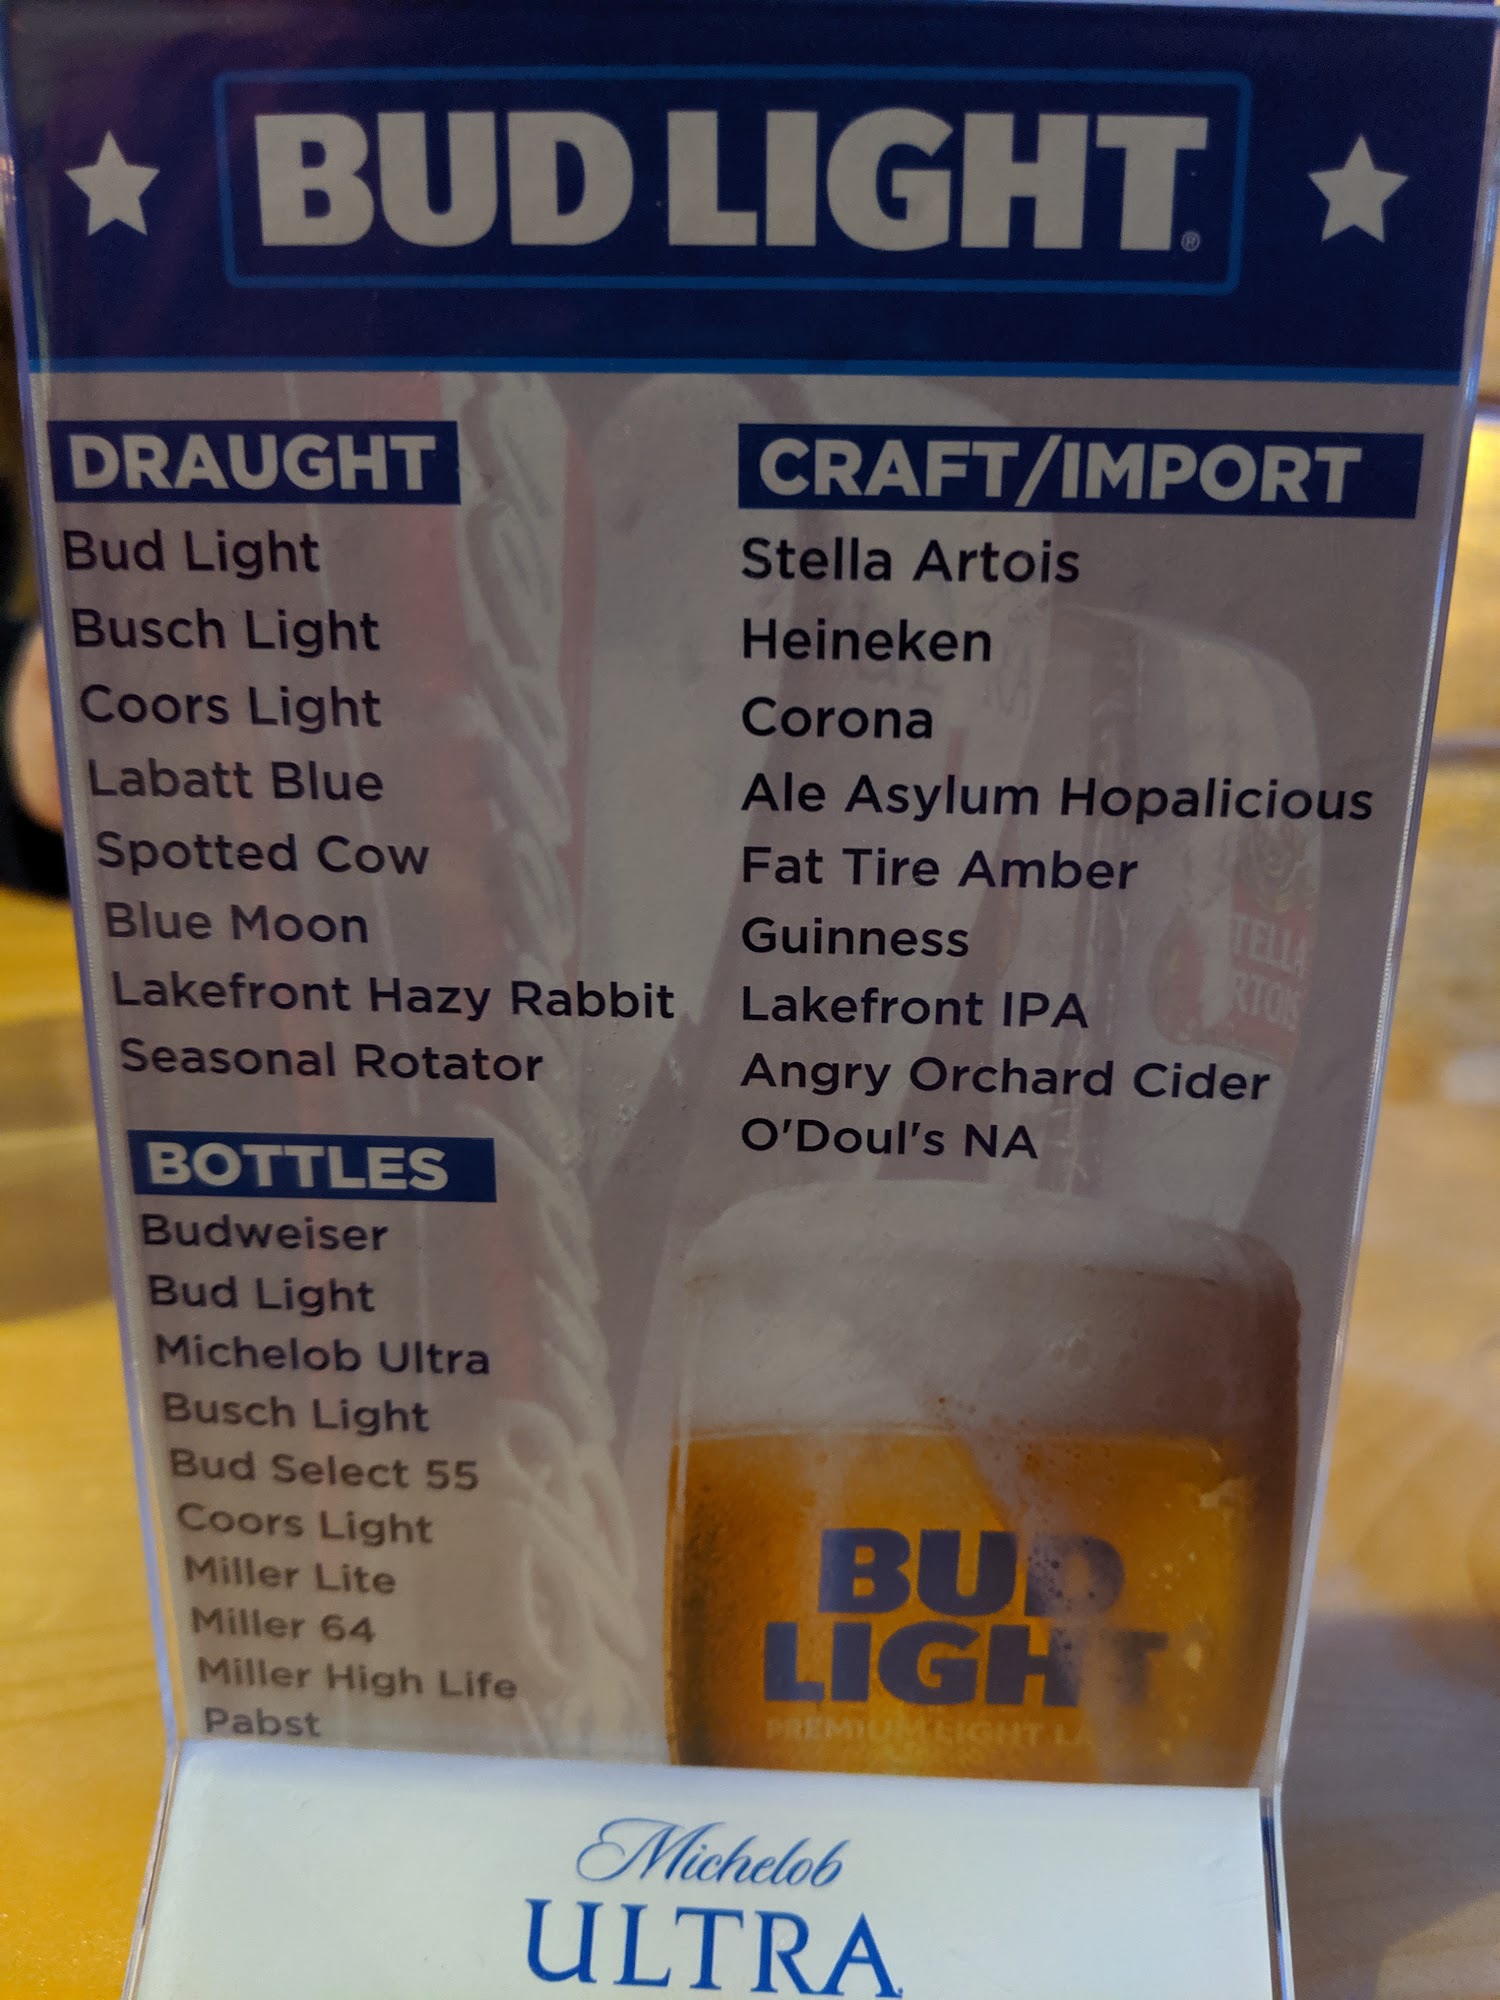 BUD LIGHT®
DRAUGHT
Bud Light
Busch Light
Coors Light
Labatt Blue
Spotted Cow
Blue Moon
Lakefront Hazy Rabbit
Seasonal Rotator
BOTTLES
Budweiser
Bud Light
Michelob Ultra
Busch Light
Bud Select 55
Coors Light
Miller Lite
Miller 64
Miller High Life
Pabst
CRAFT/IMPORT
Stella Artois
Heineken
Corona
Ale Asylum Hopalicious
Fat Tire Amber
Guinness
Lakefront IPA
Angry Orchard Cider
O'Doul's NA
BUD
LIGHT
PREMIUM LIGHT
Michelob
ULTRA